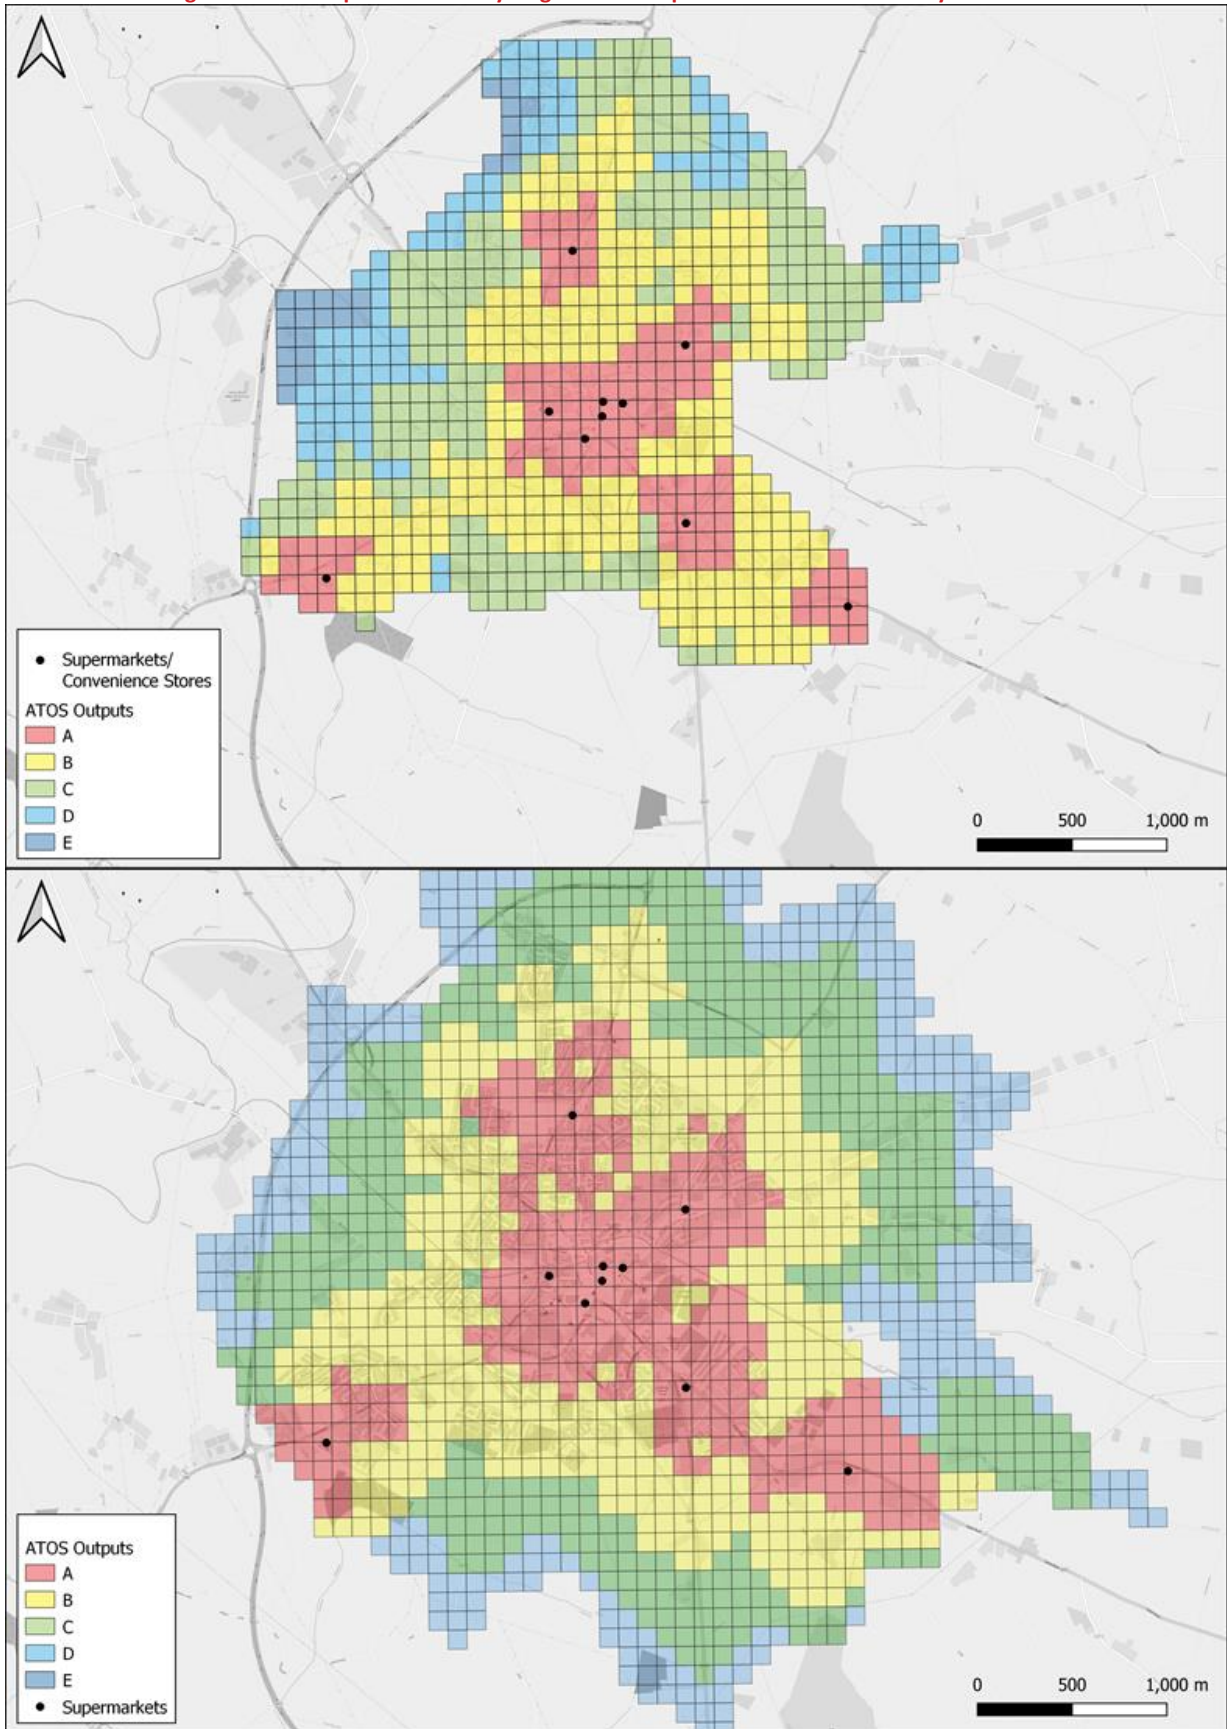 Supermarkets/
Convenience Stores
ATOS Outputs
A
B
C
D
E
0 500 1,000 m
ATOS Outputs
A
B
C
D
E
Supermarkets
0 500 1,000 m